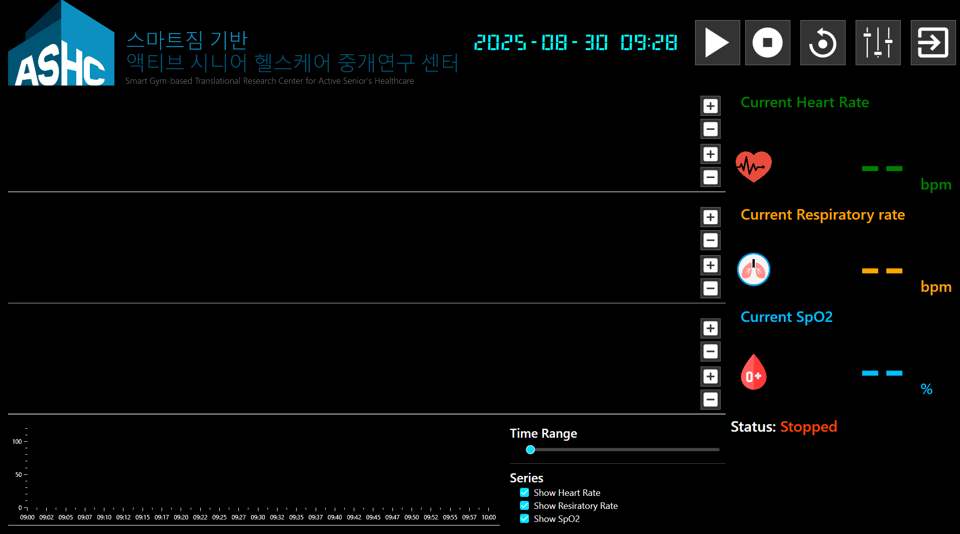 ASHC
스마트짐 기반
액티브 시니어 헬스케어 중개연구 센터
Smart Gym-based Translational Research Center for Active Senior's Healthcare
2025-08-30 09:28
Current Heart Rate
-- bpm
Current Respiratory rate
-- bpm
Current SpO2
0+
-- %
Status: Stopped
Time Range
Series
Show Heart Rate
Show Resiratory Rate
Show SpO2
100
50
0
09:00 09:02 09:05 09:07 09:10 09:12 09:15 09:17 09:20 09:22 09:25 09:27 09:30 09:32 09:35 09:37 09:40 09:42 09:45 09:47 09:50 09:52 09:55 09:57 10:00